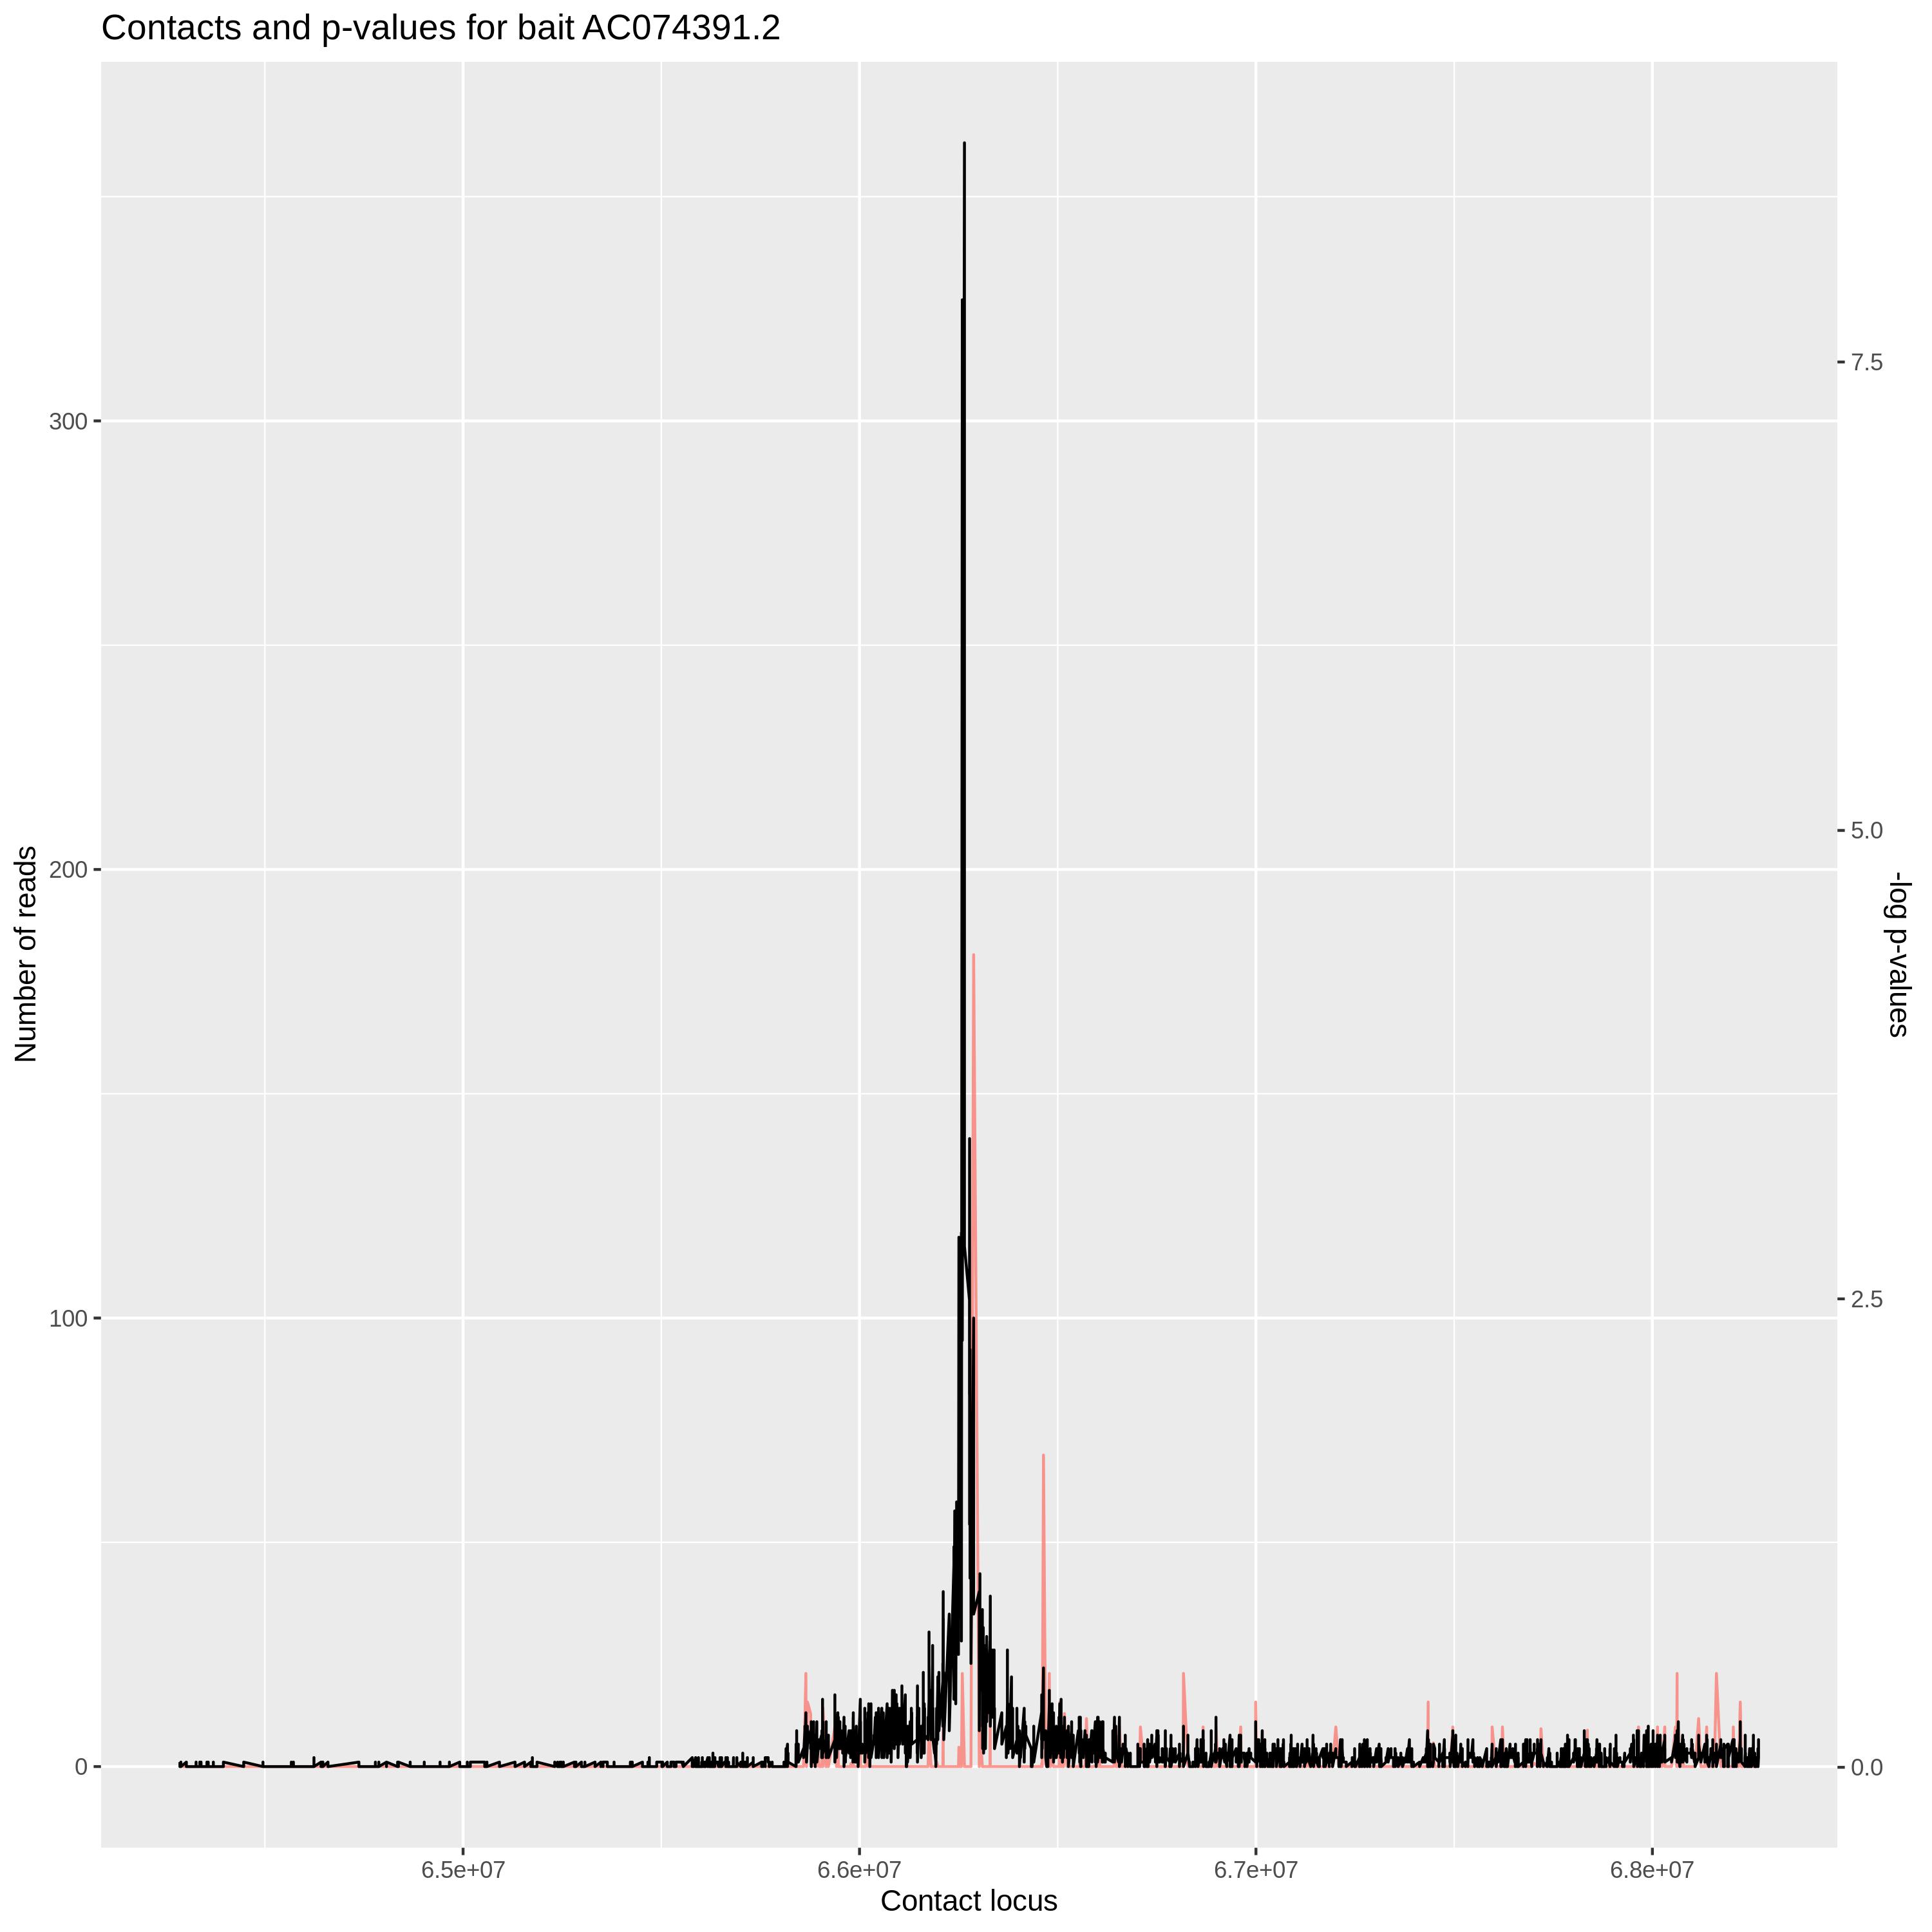 Contacts and p-values for bait AC074391.2
300
200
100
0
7.5
5.0
2.5
0.0
Number of reads
-log p-values
6.5e+07 6.6e+07 6.7e+07 6.8e+07
Contact locus